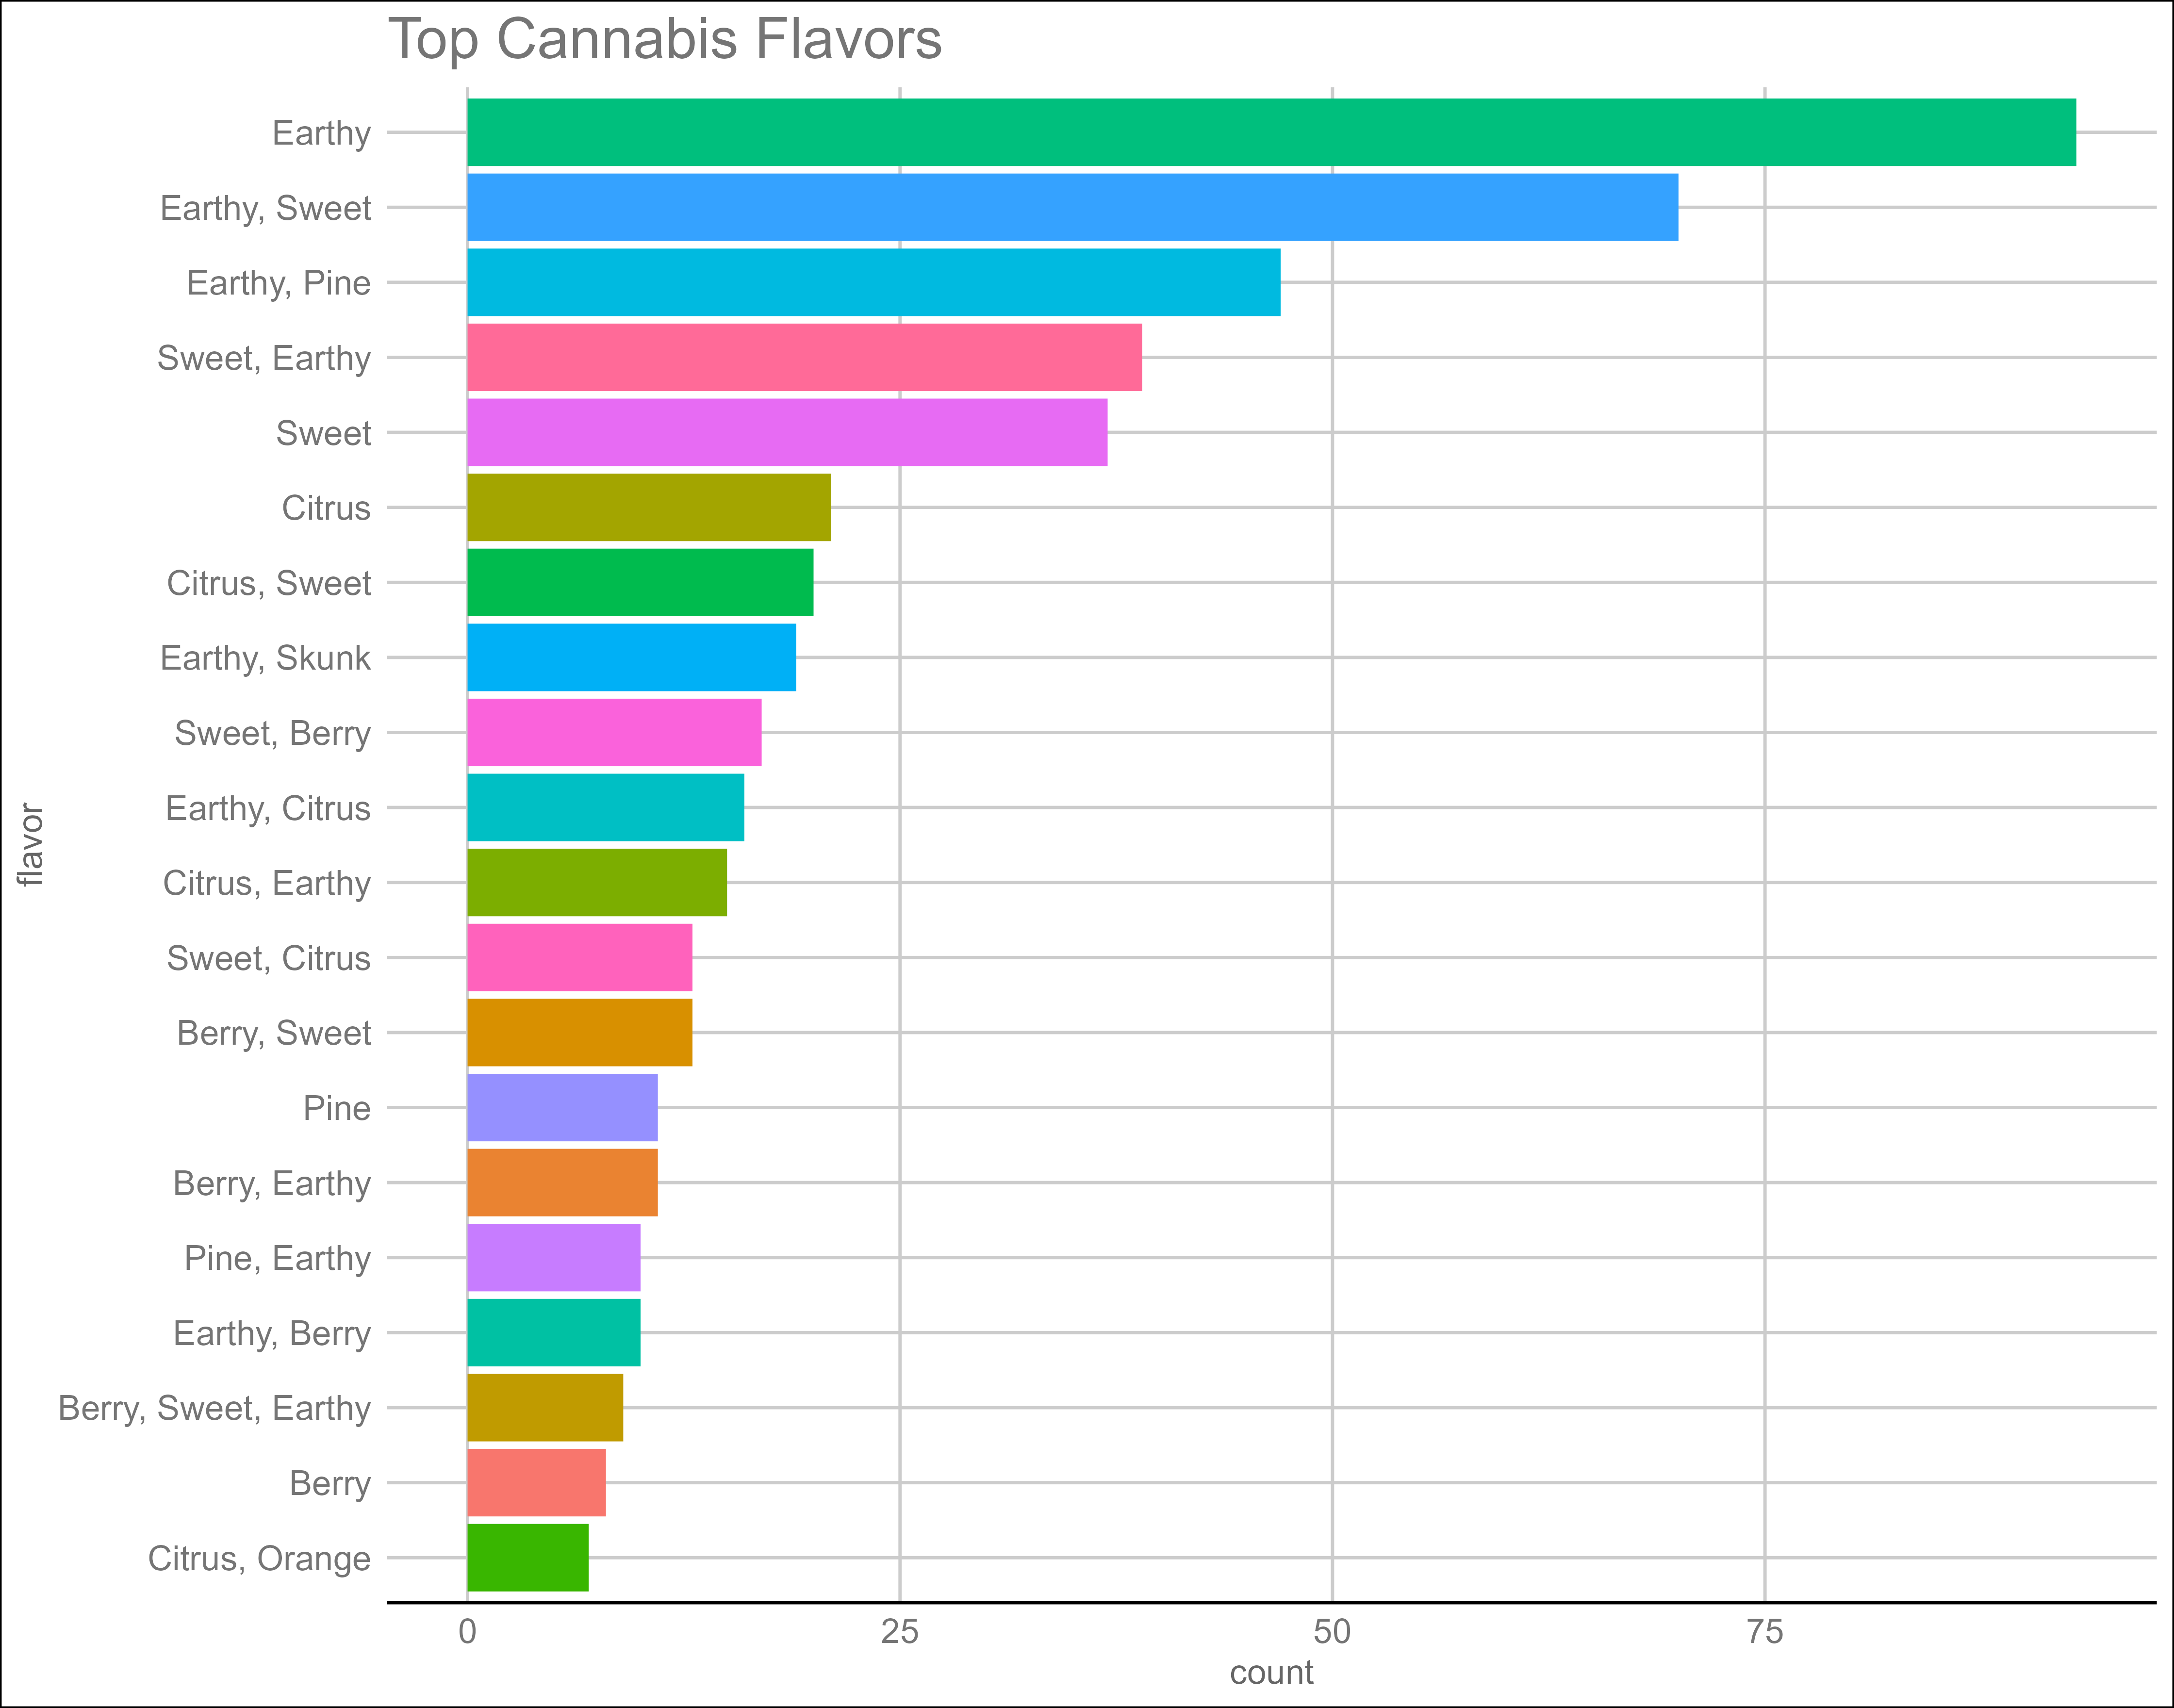 Top Cannabis Flavors
Earthy
Earthy, Sweet
Earthy, Pine
Sweet, Earthy
Sweet
Citrus
Citrus, Sweet
Earthy, Skunk
Sweet, Berry
Earthy, Citrus
Citrus, Earthy
Sweet, Citrus
Berry, Sweet
Pine
Berry, Earthy
Pine, Earthy
Earthy, Berry
Berry, Sweet, Earthy
Berry
Citrus, Orange
flavor
0 25 50 75
count